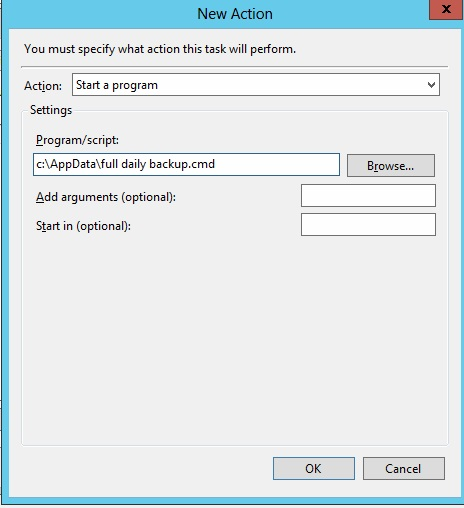 New Action
x
You must specify what action this task will perform.
Action: Start a program
Settings
Program/script:
c:\AppData\full daily backup.cmd Browse...
Add arguments (optional):
Start in (optional):
OK Cancel